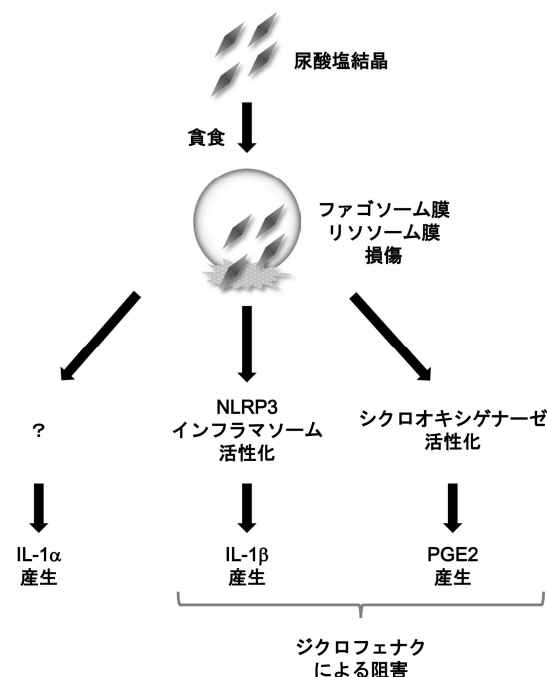 尿酸塩結晶
貪食
ファゴソーム膜
リソソーム膜
損傷
?
NLRP3
インフラマソーム
活性化
シクロオキシゲナーゼ
活性化
IL-1α
産生
IL-1β
産生
PGE2
産生
ジクロフェナク
による阻害